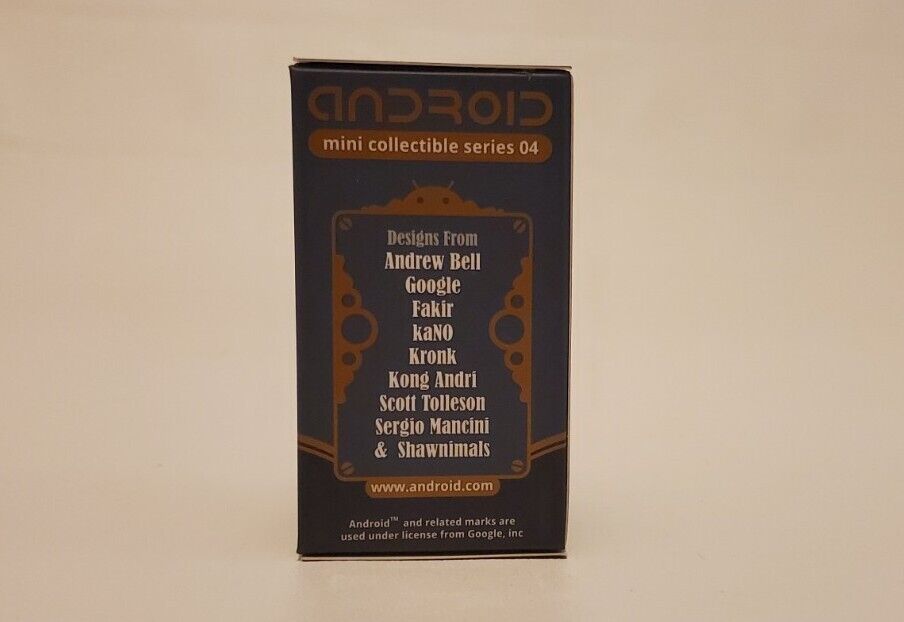 ANDROID
mini collectible series 04
Designs From
Andrew Bell
Google
Fakir
kaNO
Kronk
Kong Andri
Scott Tolleson
Sergio Mancini
& Shawnimals
www.android.com
Android™ and related marks are
used under license from Google, inc